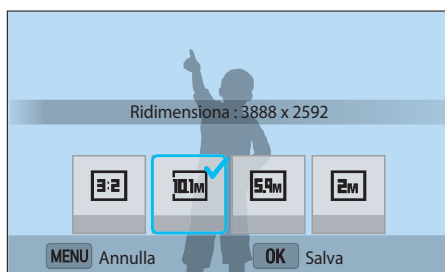 Ridimensiona : 3888 x 2592
3:2 10.1M 5.9M 2M
MENU Annulla OK Salva